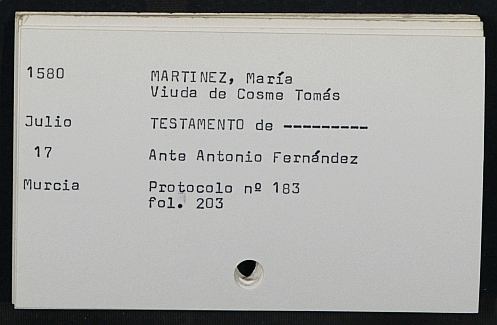 1580 MARTINEZ, María
Viuda de Cosme Tomás
Julio TESTAMENTO de ---------
17 Ante Antonio Fernández
Murcia Protocolo nº 183
fol. 203